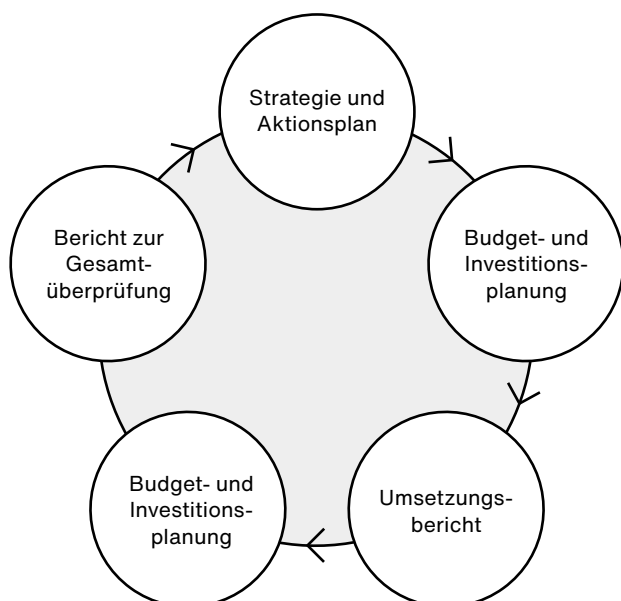 Strategie und
Aktionsplan
Budget- und
Investitions-
planung
Umsetzungs-
bericht
Budget- und
Investitions-
planung
Bericht zur
Gesamt-
überprüfung